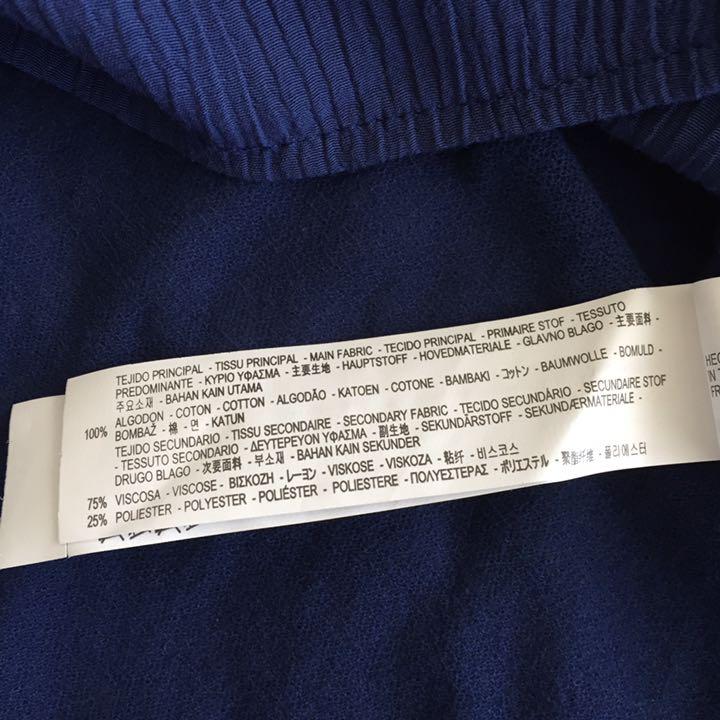 TEJIDO PRINCIPAL - TISSU PRINCIPAL - MAIN FABRIC - TECIDO PRINCIPAL - PRIMAIRE STOF - TESSUTO
PREDOMINANTE - ΚΥΡΙΟ ΥΦΑΣΜΑ - 主要生地 - HAUPTSTOFF - HOVEDMATERIALE - GLAVNO BLAGO - 主要面料 -
주요소재 - BAHAN KAIN UTAMA
100% ALGODON - COTON - COTTON - ALGODÃO - KATOEN - COTONE - ΒΑΜΒΑΚΙ - コットン - BAUMWOLLE - BOMULD -
BOMBAŽ - 棉 - 면 - KATUN
TEJIDO SECUNDARIO - TISSU SECONDAIRE - SECONDARY FABRIC - TECIDO SECUNDÁRIO - SECUNDAIRE STOF
- TESSUTO SECONDARIO - ΔΕΥΤΕΡΕΥΟΝ ΥΦΑΣΜΑ - 副生地 - SEKUNDÄRSTOFF - SEKUNDÆRMATERIALE -
DRUGO BLAGO - 次要面料 - 부소재 - BAHAN KAIN SEKUNDER
75% VISCOSA - VISCOSE - ΒΙΣΚΟΖΗ - レーヨン - VISKOSE - VISKOZA - 粘纤 - 비스코스
25% POLIESTER - POLYESTER - POLIÉSTER - POLIESTERE - ΠΟΛΥΕΣΤΕΡΑΣ - ポリエステル - 聚酯纤维 - 폴리에스터
HEC
IN T
FR